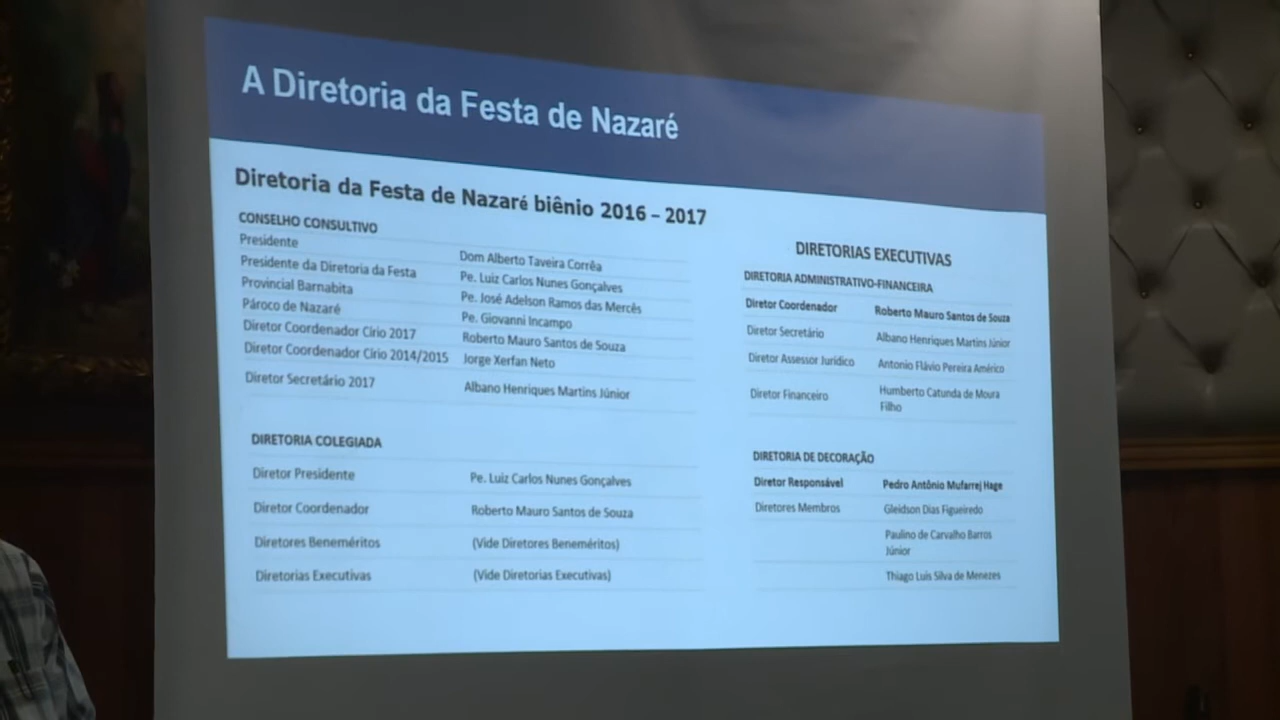 A Diretoria da Festa de Nazaré
Diretoria da Festa de Nazaré biênio 2016 – 2017
CONSELHO CONSULTIVO
Presidente Dom Alberto Taveira Corrêa
Presidente da Diretoria da Festa Pe. Luiz Carlos Nunes Gonçalves
Provincial Barnabita Pe. José Adelson Ramos das Mercês
Pároco de Nazaré Pe. Giovanni Incampo
Diretor Coordenador Círio 2017 Roberto Mauro Santos de Souza
Diretor Coordenador Círio 2014/2015 Jorge Xerfan Neto
Diretor Secretário 2017 Albano Henriques Martins Júnior
DIRETORIA COLEGIADA
Diretor Presidente Pe. Luiz Carlos Nunes Gonçalves
Diretor Coordenador Roberto Mauro Santos de Souza
Diretores Beneméritos (Vide Diretores Beneméritos)
Diretorias Executivas (Vide Diretorias Executivas)
DIRETORIAS EXECUTIVAS
DIRETORIA ADMINISTRATIVO-FINANCEIRA
Diretor Coordenador Roberto Mauro Santos de Souza
Diretor Secretário Albano Henriques Martins Júnior
Diretor Assessor Jurídico Antonio Flávio Pereira Américo
Diretor Financeiro Humberto Catunda de Moura
Filho
DIRETORIA DE DECORAÇÃO
Diretor Responsável Pedro Antônio Mufarrej Hage
Diretores Membros Gleidson Dias Figueiredo
Paulino de Carvalho Barros
Júnior
Thiago Luis Silva de Menezes